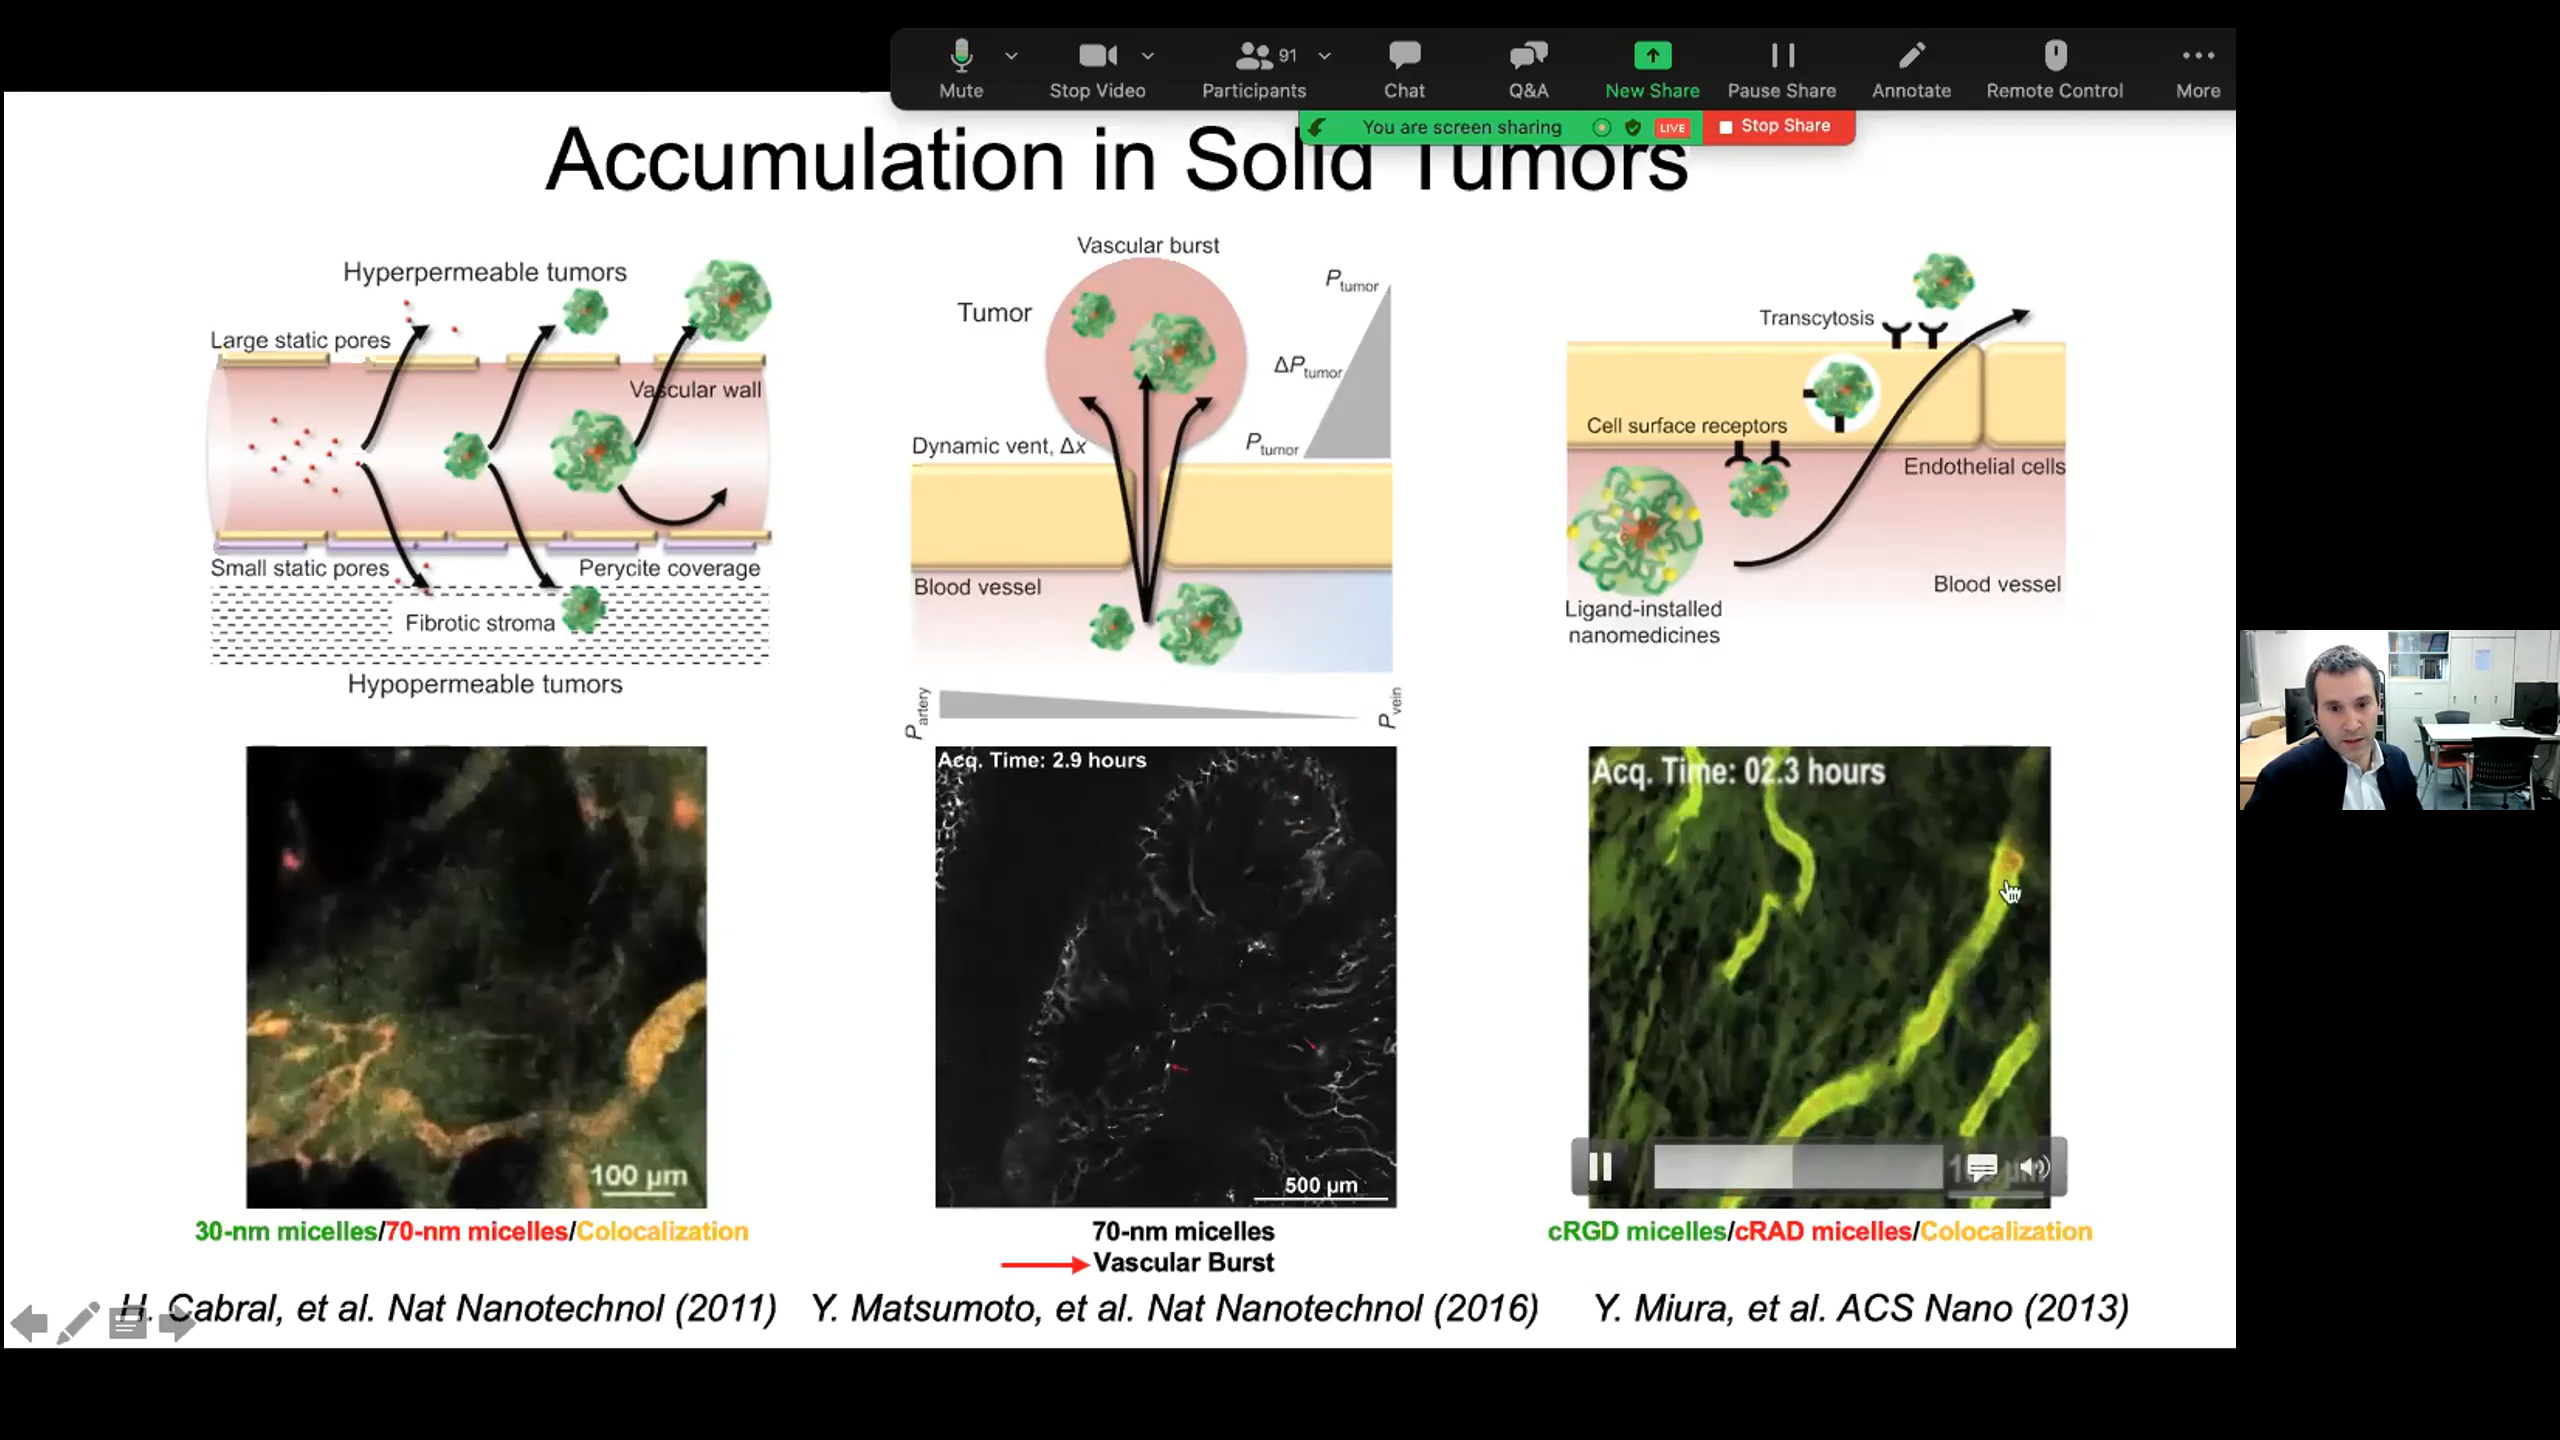 Mute
Stop Video
91
Participants
Chat
Q&A
New Share
Pause Share
Annotate
Remote Control
More
You are screen sharing
LIVE
Stop Share
Accumulation in Solid Tumors
Hyperpermeable tumors
Large static pores
Vascular wall
Small static pores
Perycite coverage
Fibrotic stroma
Hypopermeable tumors
Vascular burst
Tumor
Ptumor
ΔPtumor
Ptumor
Dynamic vent, Δx
Blood vessel
Partery
Pvein
Transcytosis
Cell surface receptors
Endothelial cells
Blood vessel
Ligand-installed
nanomedicines
100 µm
30-nm micelles/70-nm micelles/Colocalization
H. Cabral, et al. Nat Nanotechnol (2011)
Acq. Time: 2.9 hours
500 µm
70-nm micelles
Vascular Burst
Y. Matsumoto, et al. Nat Nanotechnol (2016)
Acq. Time: 02.3 hours
cRGD micelles/cRAD micelles/Colocalization
Y. Miura, et al. ACS Nano (2013)